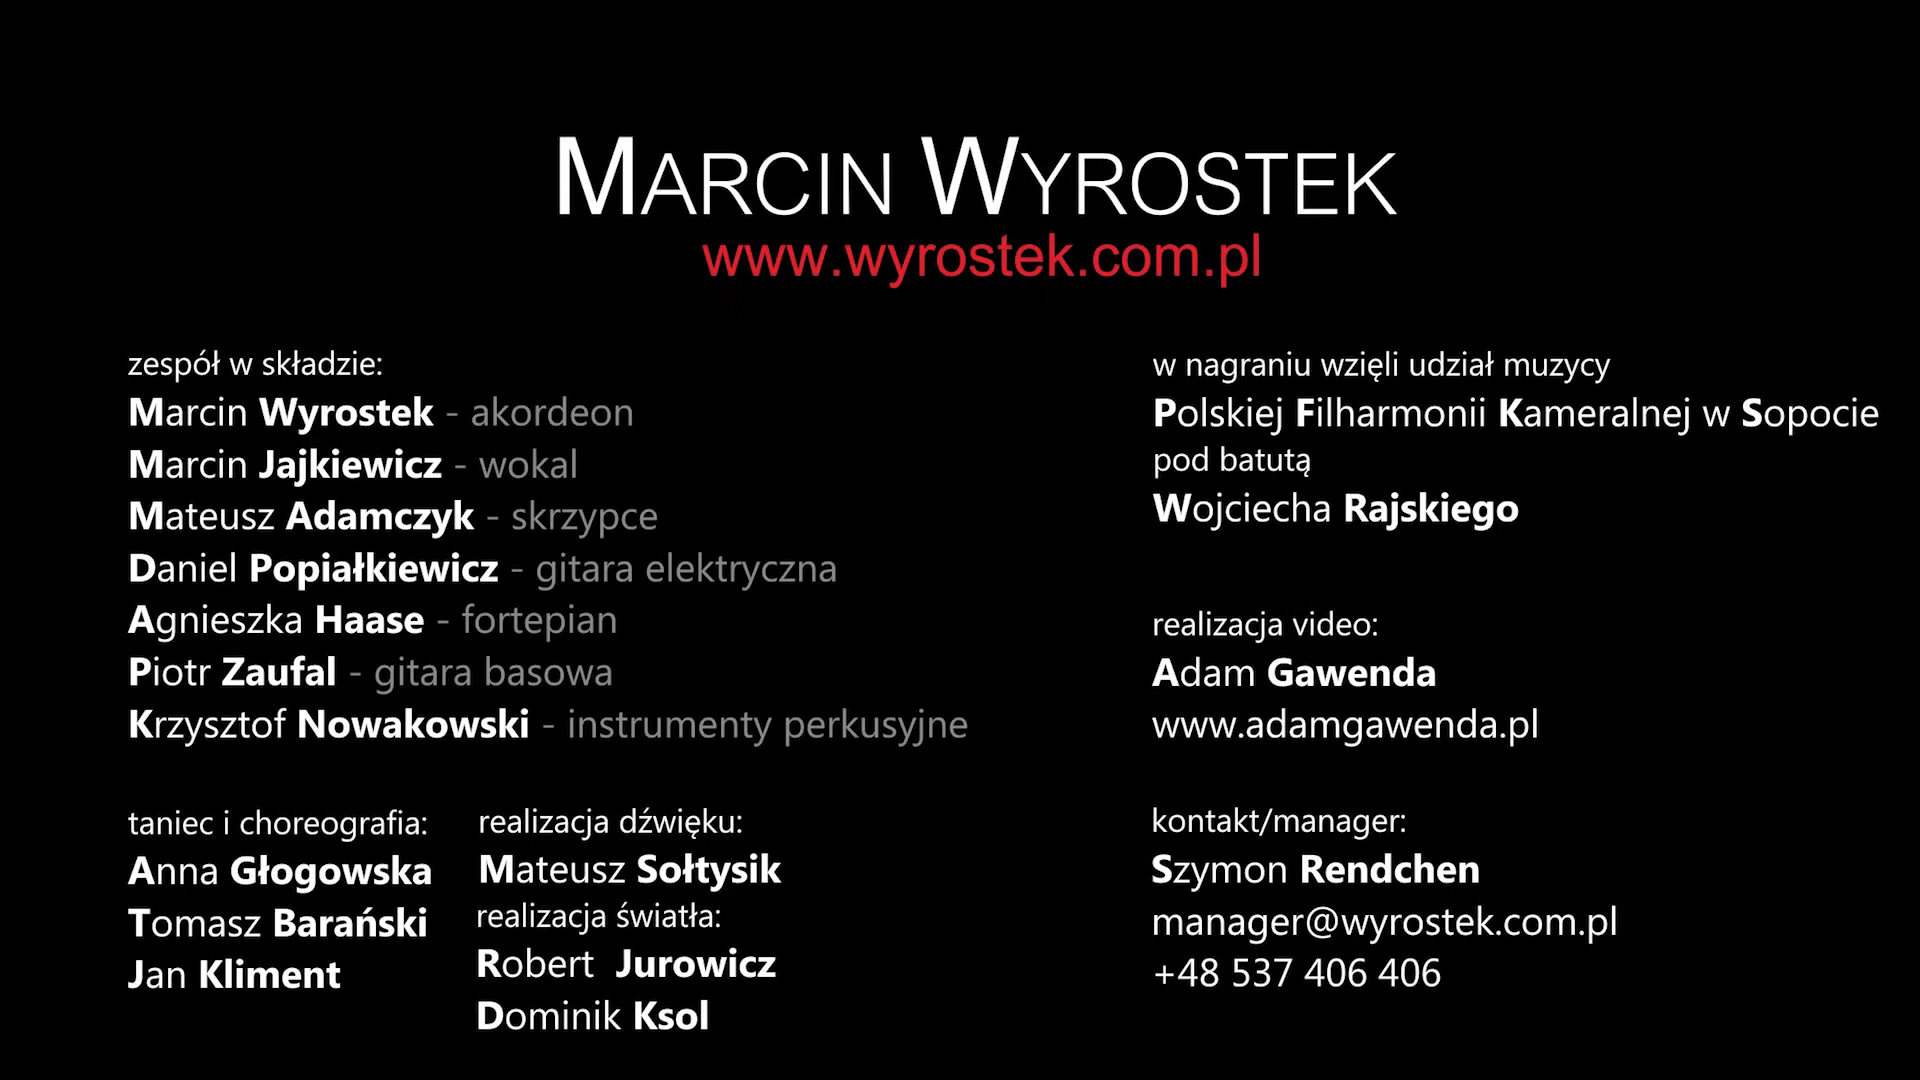 MARCIN WYROSTEK
www.wyrostek.com.pl
zespół w składzie:
Marcin Wyrostek - akordeon
Marcin Jajkiewicz - wokal
Mateusz Adamczyk - skrzypce
Daniel Popiałkiewicz - gitara elektryczna
Agnieszka Haase - fortepian
Piotr Zaufal - gitara basowa
Krzysztof Nowakowski - instrumenty perkusyjne
taniec i choreografia:
Anna Głogowska
Tomasz Barański
Jan Kliment
realizacja dźwięku:
Mateusz Sołtysik
realizacja światła:
Robert Jurowicz
Dominik Ksol
w nagraniu wzięli udział muzycy
Polskiej Filharmonii Kameralnej w Sopocie
pod batutą
Wojciecha Rajskiego
realizacja video:
Adam Gawenda
www.adamgawenda.pl
kontakt/manager:
Szymon Rendchen
manager@wyrostek.com.pl
+48 537 406 406